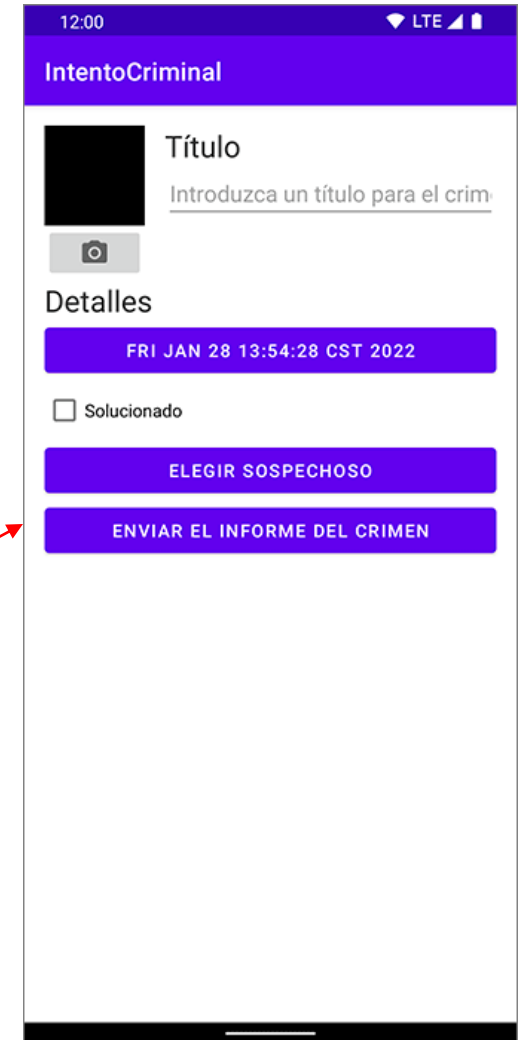 12:00 LTE
IntentoCriminal
Título
Introduzca un título para el crim
Detalles
FRI JAN 28 13:54:28 CST 2022
Solucionado
ELEGIR SOSPECHOSO
ENVIAR EL INFORME DEL CRIMEN